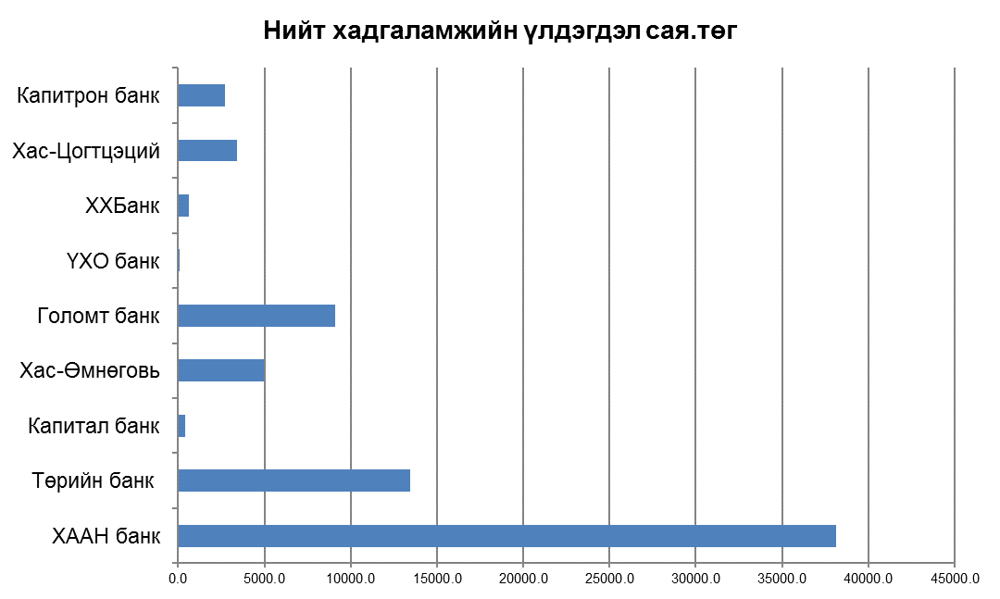 Нийт хадгаламжийн үлдэгдэл сая.төг
Капитрон банк
Хас-Цогтцэций
ХХБанк
ҮХО банк
Голомт банк
Хас-Өмнөговь
Капитал банк
Төрийн банк
ХААН банк
0.0 5000.0 10000.0 15000.0 20000.0 25000.0 30000.0 35000.0 40000.0 45000.0